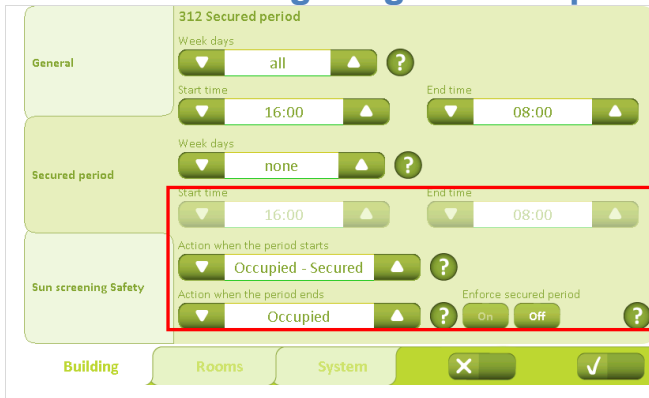 312 Secured period
Week days
General
all
?
Start time
End time
16:00
08:00
Week days
Secured period
none
?
Start time
End time
16:00
08:00
Action when the period starts
Sun screening Safety
Occupied - Secured
?
Action when the period ends
Enforce secured period
Occupied
?
On
Off
?
Building
Rooms
System